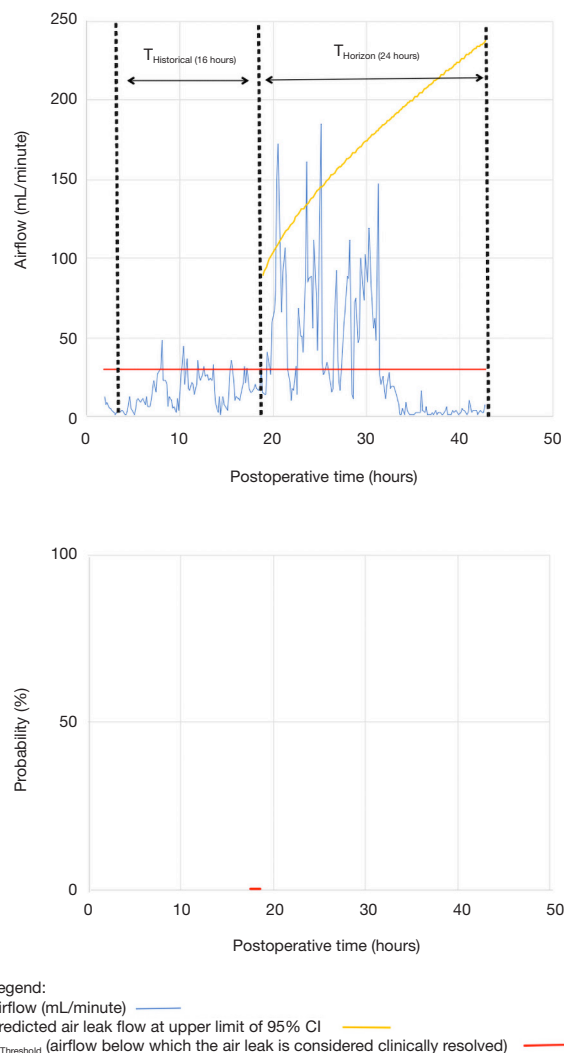 250
T Historical (16 hours)
T Horizon (24 hours)
200
150
100
50
0
Airflow (mL/minute)
0 10 20 30 40 50
Postoperative time (hours)
100
50
0
Probability (%)
0 10 20 30 40 50
Postoperative time (hours)
egend:
irflow (mL/minute)
redicted air leak flow at upper limit of 95% CI
Threshold (airflow below which the air leak is considered clinically resolved)